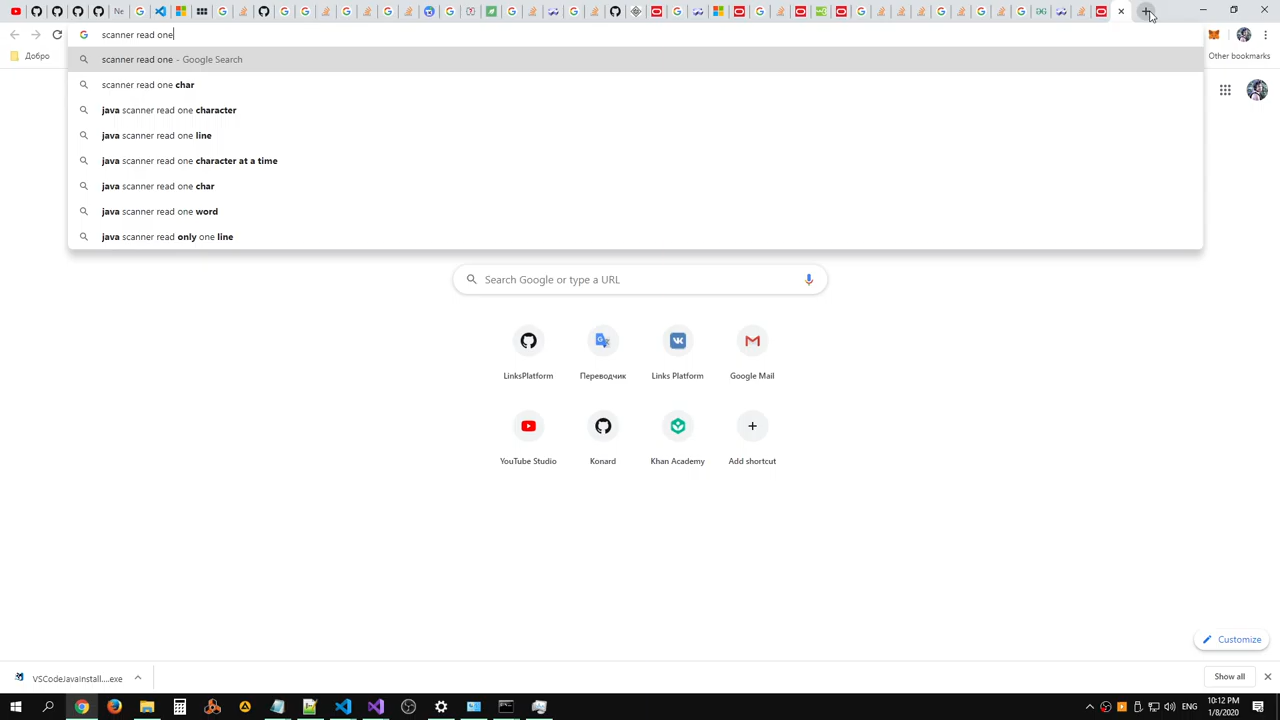 Ne
scanner read one
Добро
Other bookmarks
scanner read one - Google Search
scanner read one char
java scanner read one character
java scanner read one line
java scanner read one character at a time
java scanner read one char
java scanner read one word
java scanner read only one line
Search Google or type a URL
LinksPlatform
Переводчик
Links Platform
Google Mail
YouTube Studio
Konard
Khan Academy
Add shortcut
Customize
VSCodeJavaInstall....exe
Show all
ENG
10:12 PM
1/8/2020